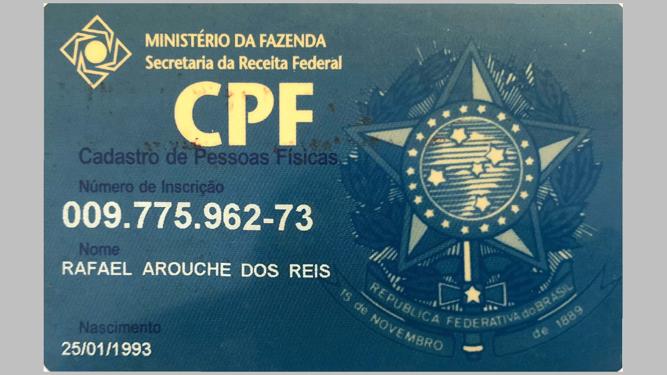 MINISTÉRIO DA FAZENDA
Secretaria da Receita Federal
CPF
Cadastro de Pessoas Físicas
Número de Inscrição
009.775.962-73
Nome
RAFAEL AROUCHE DOS REIS
Nascimento
25/01/1993
REPÚBLICA FEDERATIVA do BRASIL
15 de NOVEMBRO de 1889